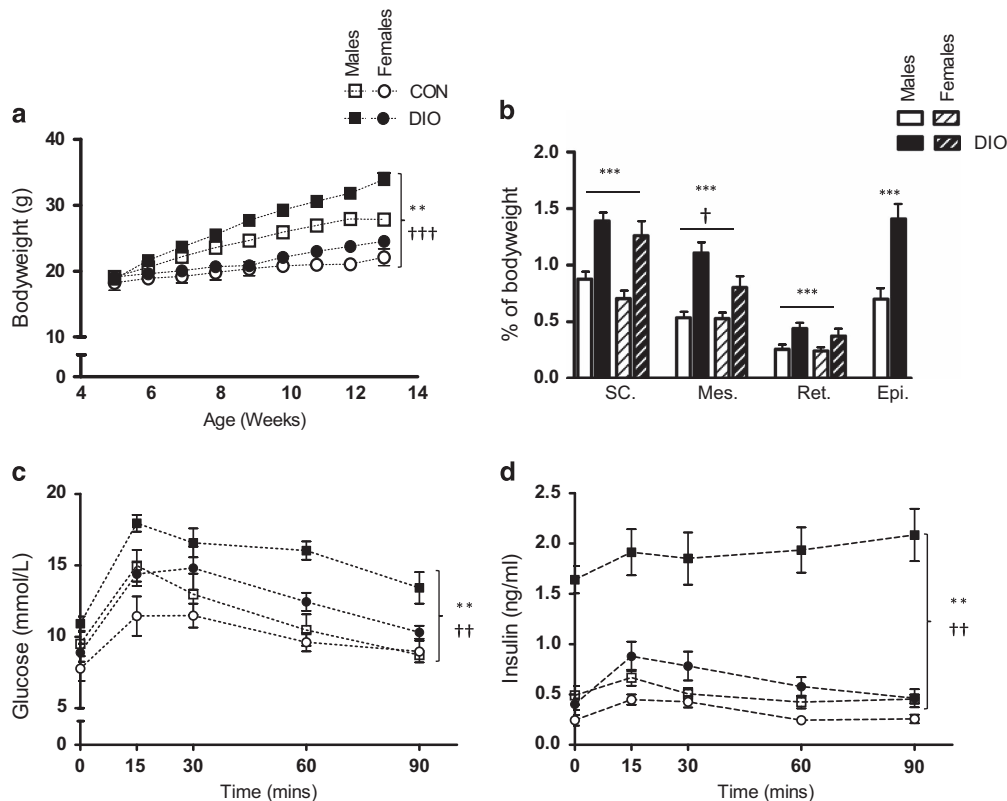 Males
Females
CON
DIO
a
40
30
20
10
0
Bodyweight (g)
4 6 8 10 12 14
Age (Weeks)
**
†††
Males
Females
DIO
b
2.0
1.5
1.0
0.5
0.0
% of bodyweight
***
***
†
***
***
SC. Mes. Ret. Epi.
c
20
15
10
5
0
Glucose (mmol/L)
0 15 30 60 90
Time (mins)
**
††
d
2.5
2.0
1.5
1.0
0.5
0.0
Insulin (ng/ml)
0 15 30 60 90
Time (mins)
**
††